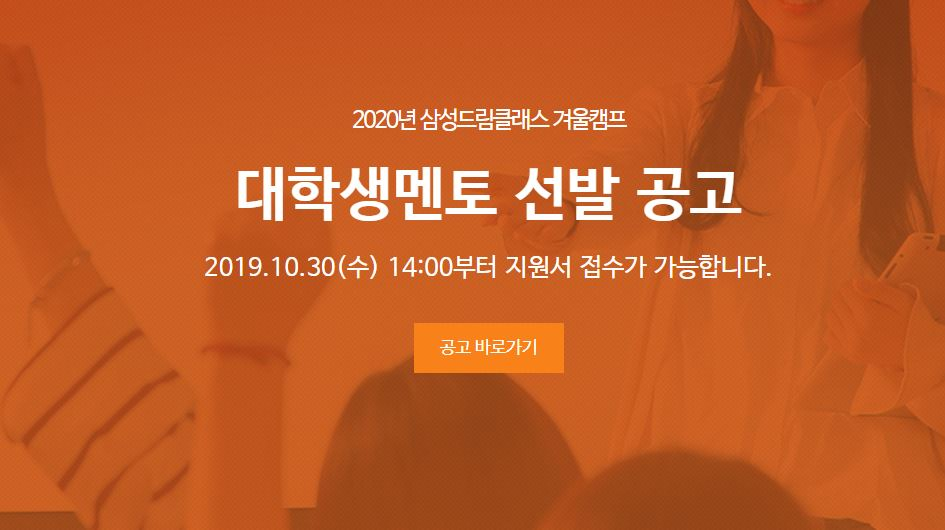 2020년 삼성드림클래스 겨울캠프
대학생멘토 선발 공고
2019.10.30(수) 14:00부터 지원서 접수가 가능합니다.
공고 바로가기